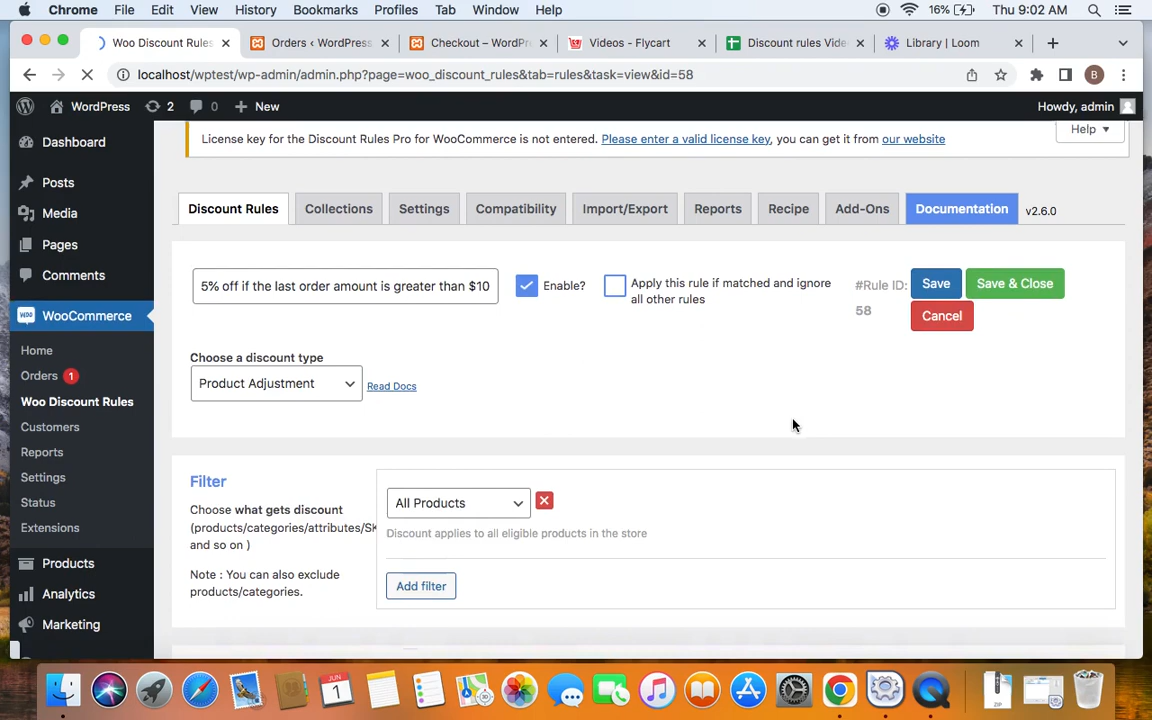 Chrome File Edit View History Bookmarks Profiles Tab Window Help 16% Thu 9:02 AM
Woo Discount Rules Orders ‹ WordPress Checkout – WordPr Videos – Flycart Discount rules Vide Library | Loom
localhost/wptest/wp-admin/admin.php?page=woo_discount_rules&tab=rules&task=view&id=58 B
WordPress 2 0 New Howdy, admin
Help
License key for the Discount Rules Pro for WooCommerce is not entered. Please enter a valid license key, you can get it from our website
Dashboard
Posts
Media
Pages
Comments
WooCommerce
Home
Orders 1
Woo Discount Rules
Customers
Reports
Settings
Status
Extensions
Products
Analytics
Marketing
Discount Rules Collections Settings Compatibility Import/Export Reports Recipe Add-Ons Documentation v2.6.0
5% off if the last order amount is greater than $10 Enable?
Apply this rule if matched and ignore
all other rules
#Rule ID:
58
Save Save & Close
Cancel
Choose a discount type
Product Adjustment Read Docs
Filter
Choose what gets discount
(products/categories/attributes/SK
and so on )
Note : You can also exclude
products/categories.
All Products
Discount applies to all eligible products in the store
Add filter
JUN
1
ZIP